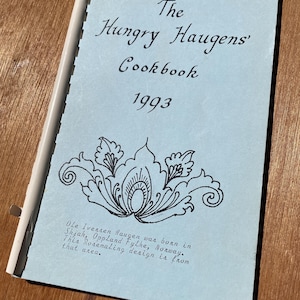 The
Hungry Haugens'
Cookbook
1993
Ole Iversen Haugen was born in
Skjåk, Oppland Fylke, Norway.
This Rosemaling design is from
that area.